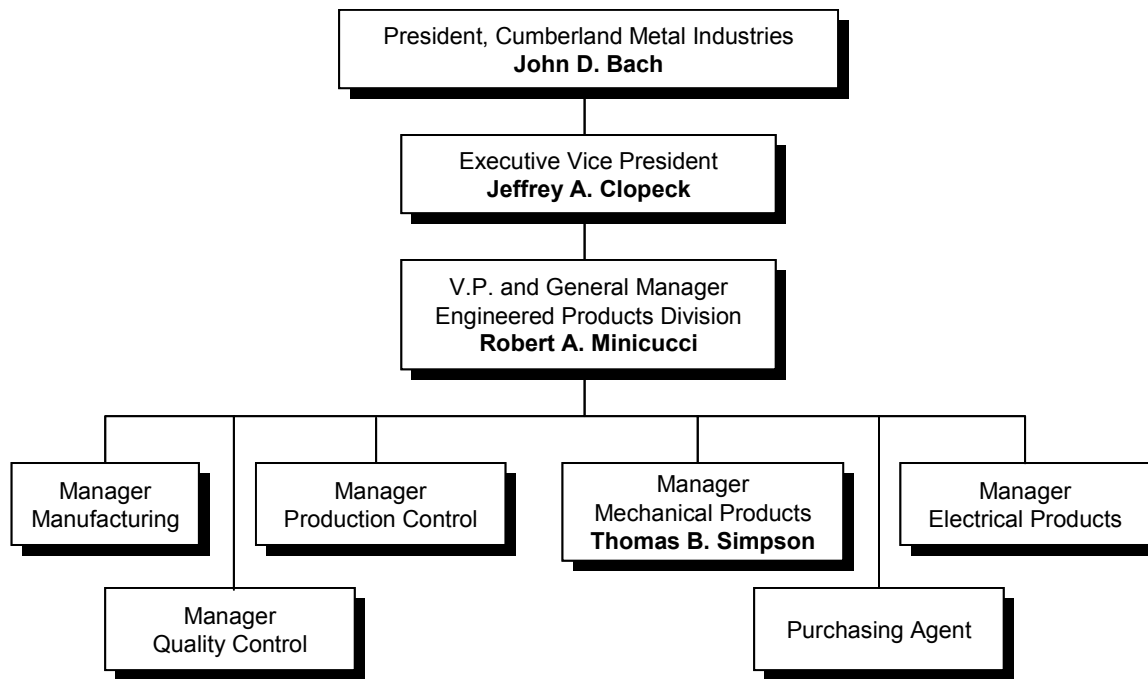 President, Cumberland Metal Industries
John D. Bach
Executive Vice President
Jeffrey A. Clopeck
V.P. and General Manager
Engineered Products Division
Robert A. Minicucci
Manager
Manufacturing
Manager
Production Control
Manager
Mechanical Products
Thomas B. Simpson
Manager
Electrical Products
Manager
Quality Control
Purchasing Agent